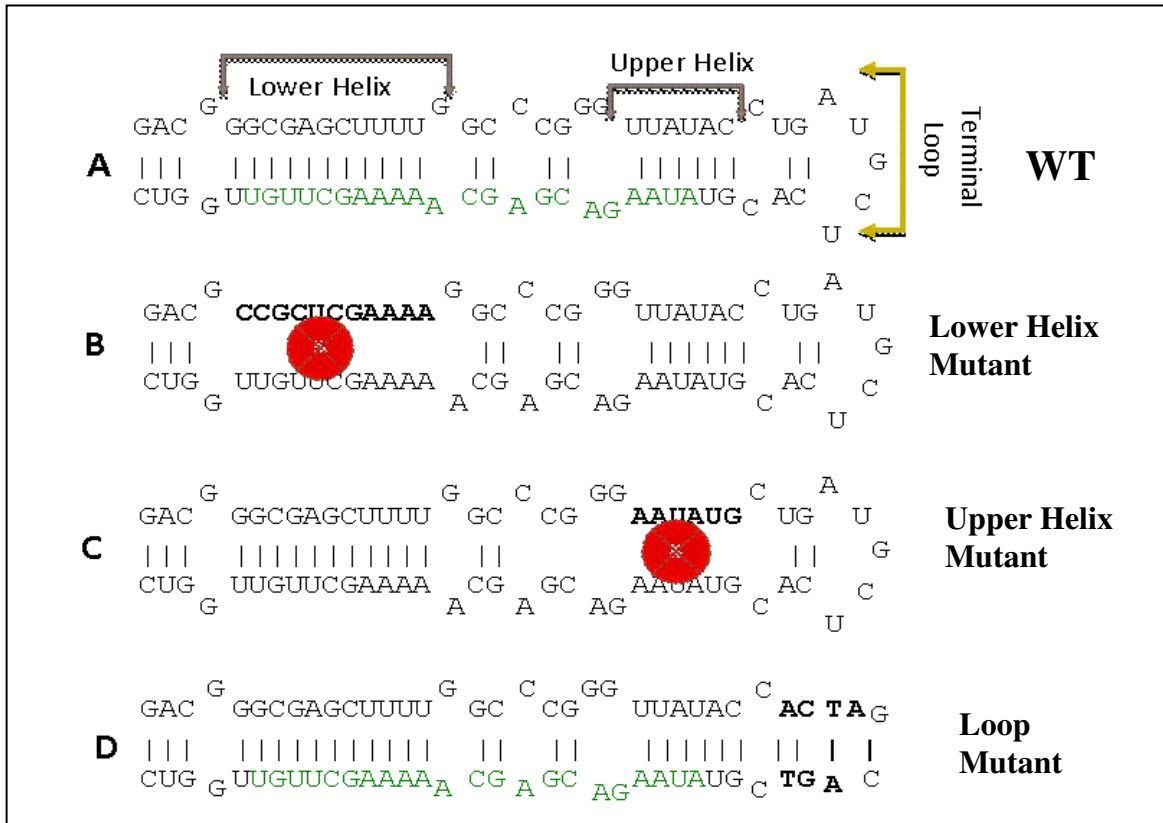 Lower Helix
Upper Helix
GAC G GGCGAGCUUUU G GC C CG GG UUAUAC C UG A U
A
G
Terminal Loop
WT
CUG G UUGUUCGAAAA A CG A GC AG AAUAUG C AC U C
GAC G CCGCUCGAAAA G GC C CG GG UUAUAC C UG A U
B
G
Lower Helix
Mutant
CUG G UUGUUCGAAAA A CG A GC AG AAUAUG C AC U C
GAC G GGCGAGCUUUU G GC C CG GG AAUAUG C UG A U
C
G
Upper Helix
Mutant
CUG G UUGUUCGAAAA A CG A GC AG AAUAUG C AC U C
GAC G GGCGAGCUUUU G GC C CG GG UUAUAC C AC T A G
D
Loop
Mutant
CUG G UUGUUCGAAAA A CG A GC AG AAUAUG C TG A C